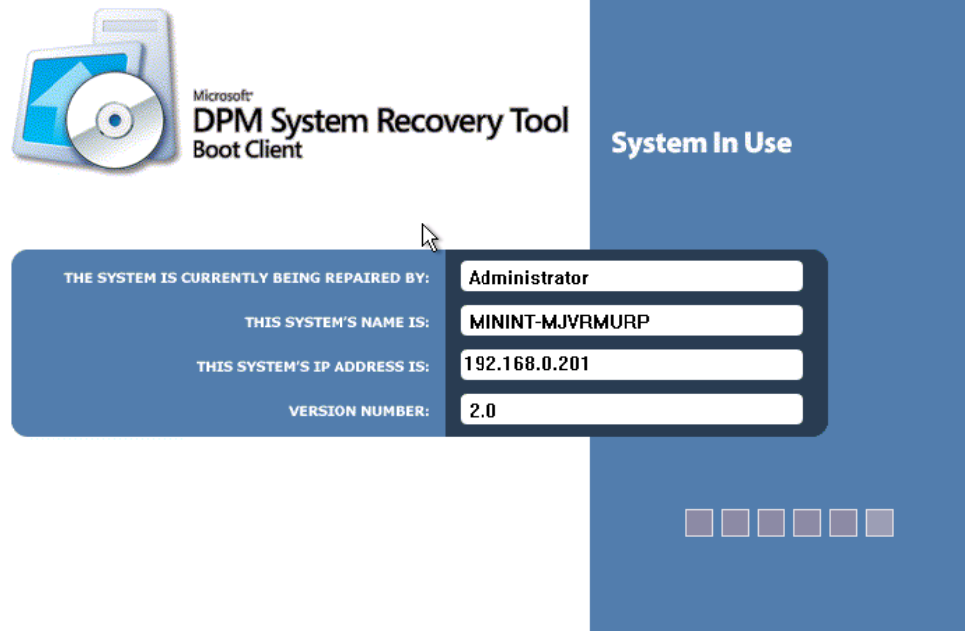 Microsoft®
DPM System Recovery Tool
Boot Client
System In Use
THE SYSTEM IS CURRENTLY BEING REPAIRED BY: Administrator
THIS SYSTEM'S NAME IS: MININT-MJVRMURP
THIS SYSTEM'S IP ADDRESS IS: 192.168.0.201
VERSION NUMBER: 2.0